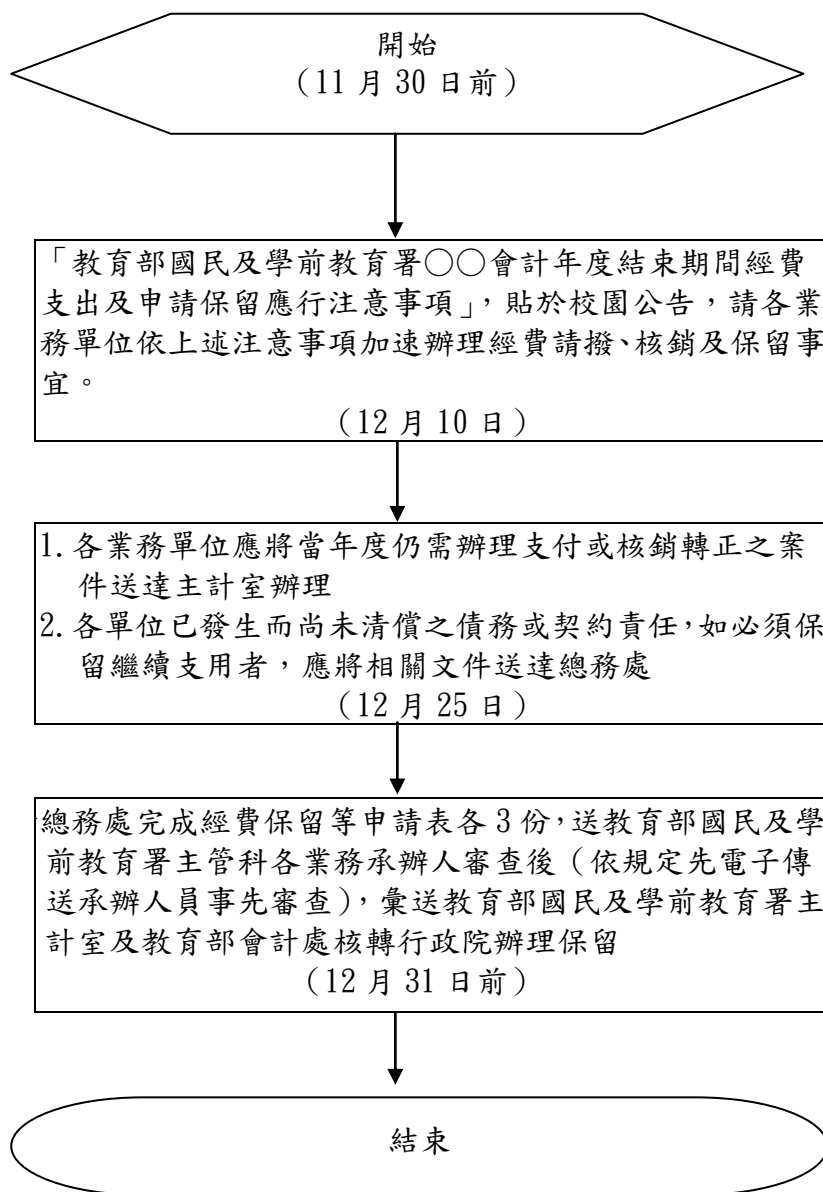 開始
(11 月 30 日前)
「教育部國民及學前教育署○○會計年度結束期間經費
支出及申請保留應行注意事項」,貼於校園公告,請各業
務單位依上述注意事項加速辦理經費請撥、核銷及保留事
宜。
(12 月 10 日)
1. 各業務單位應將當年度仍需辦理支付或核銷轉正之案
件送達主計室辦理
2. 各單位已發生而尚未清償之債務或契約責任,如必須保
留繼續支用者,應將相關文件送達總務處
(12 月 25 日)
總務處完成經費保留等申請表各 3 份,送教育部國民及學
前教育署主管科各業務承辦人審查後(依規定先電子傳
送承辦人員事先審查),彙送教育部國民及學前教育署主
計室及教育部會計處核轉行政院辦理保留
(12 月 31 日前)
結束